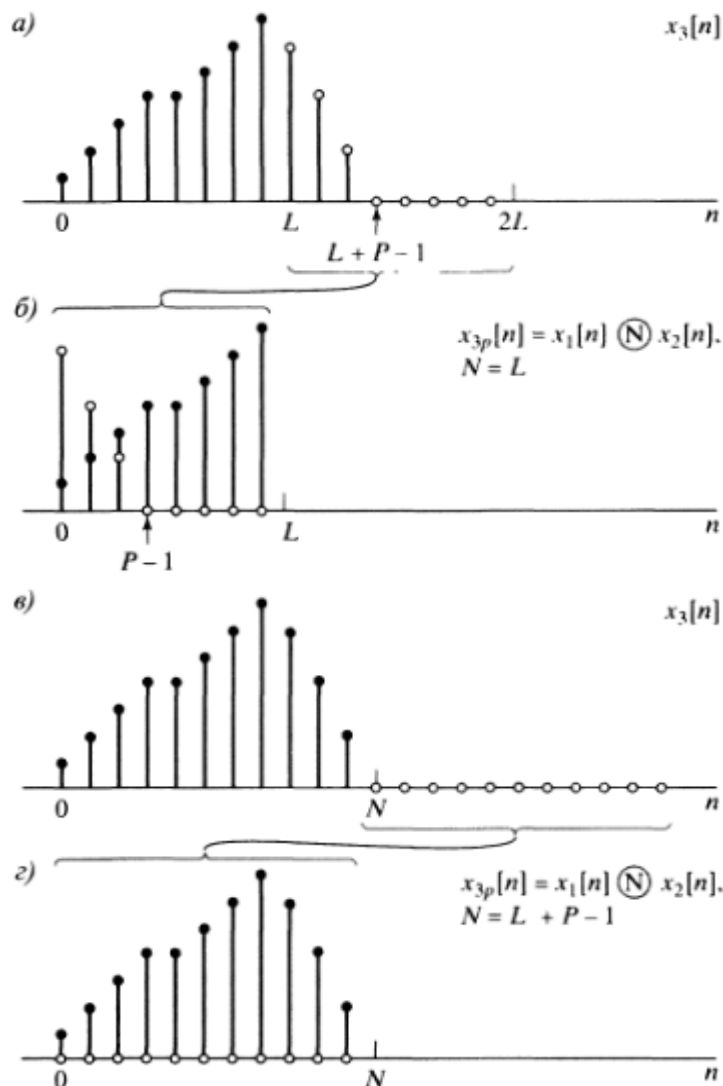 а)
x₃[n]
0
L
2L
n
L + P − 1
б)
x₃ₚ[n] = x₁[n] Ⓝ x₂[n],
N = L
0
L
n
P − 1
в)
x₃[n]
0
N
n
г)
x₃ₚ[n] = x₁[n] Ⓝ x₂[n],
N = L + P − 1
0
N
n